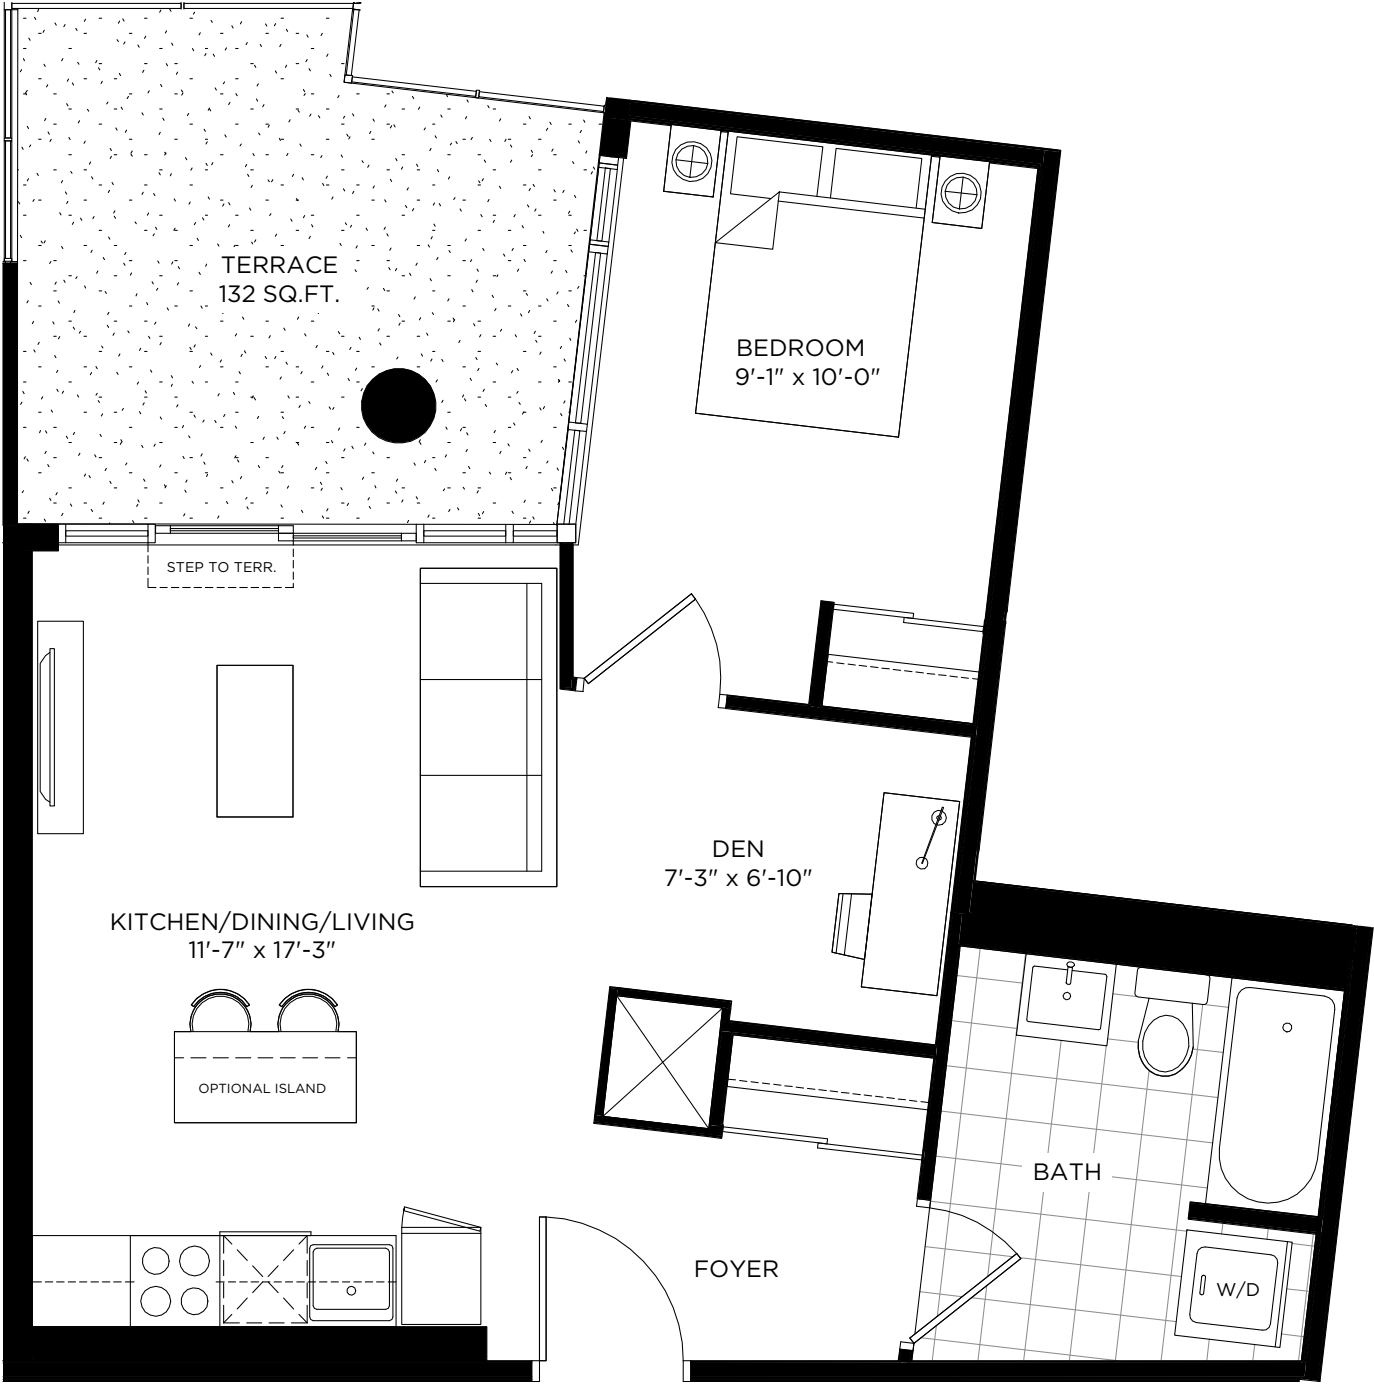 TERRACE
132 SQ.FT.
BEDROOM
9'-1" x 10'-0"
STEP TO TERR.
DEN
7'-3" x 6'-10"
KITCHEN/DINING/LIVING
11'-7" x 17'-3"
OPTIONAL ISLAND
BATH
FOYER
W/D